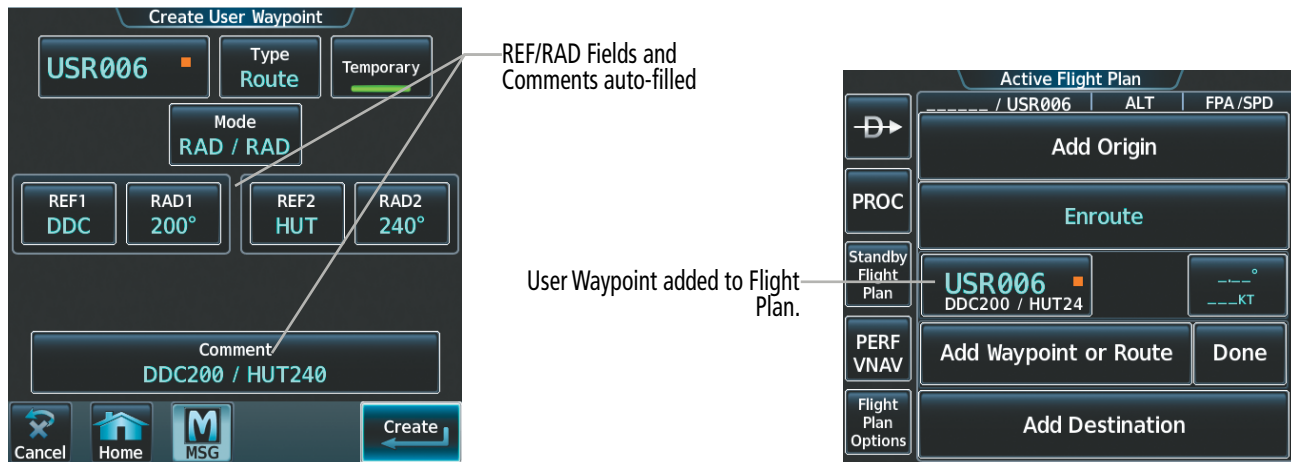 Create User Waypoint
USR006
Type
Route
Temporary
Mode
RAD / RAD
REF1
DDC
RAD1
200°
REF2
HUT
RAD2
240°
Comment
DDC200 / HUT240
Cancel
Home
M
MSG
Create
REF/RAD Fields and
Comments auto-filled
User Waypoint added to Flight
Plan.
Active Flight Plan
______ / USR006 ALT FPA/SPD
D
Add Origin
PROC
Enroute
Standby
Flight
Plan
USR006
DDC200 / HUT24
_.__°
___KT
PERF
VNAV
Add Waypoint or Route
Done
Flight
Plan
Options
Add Destination